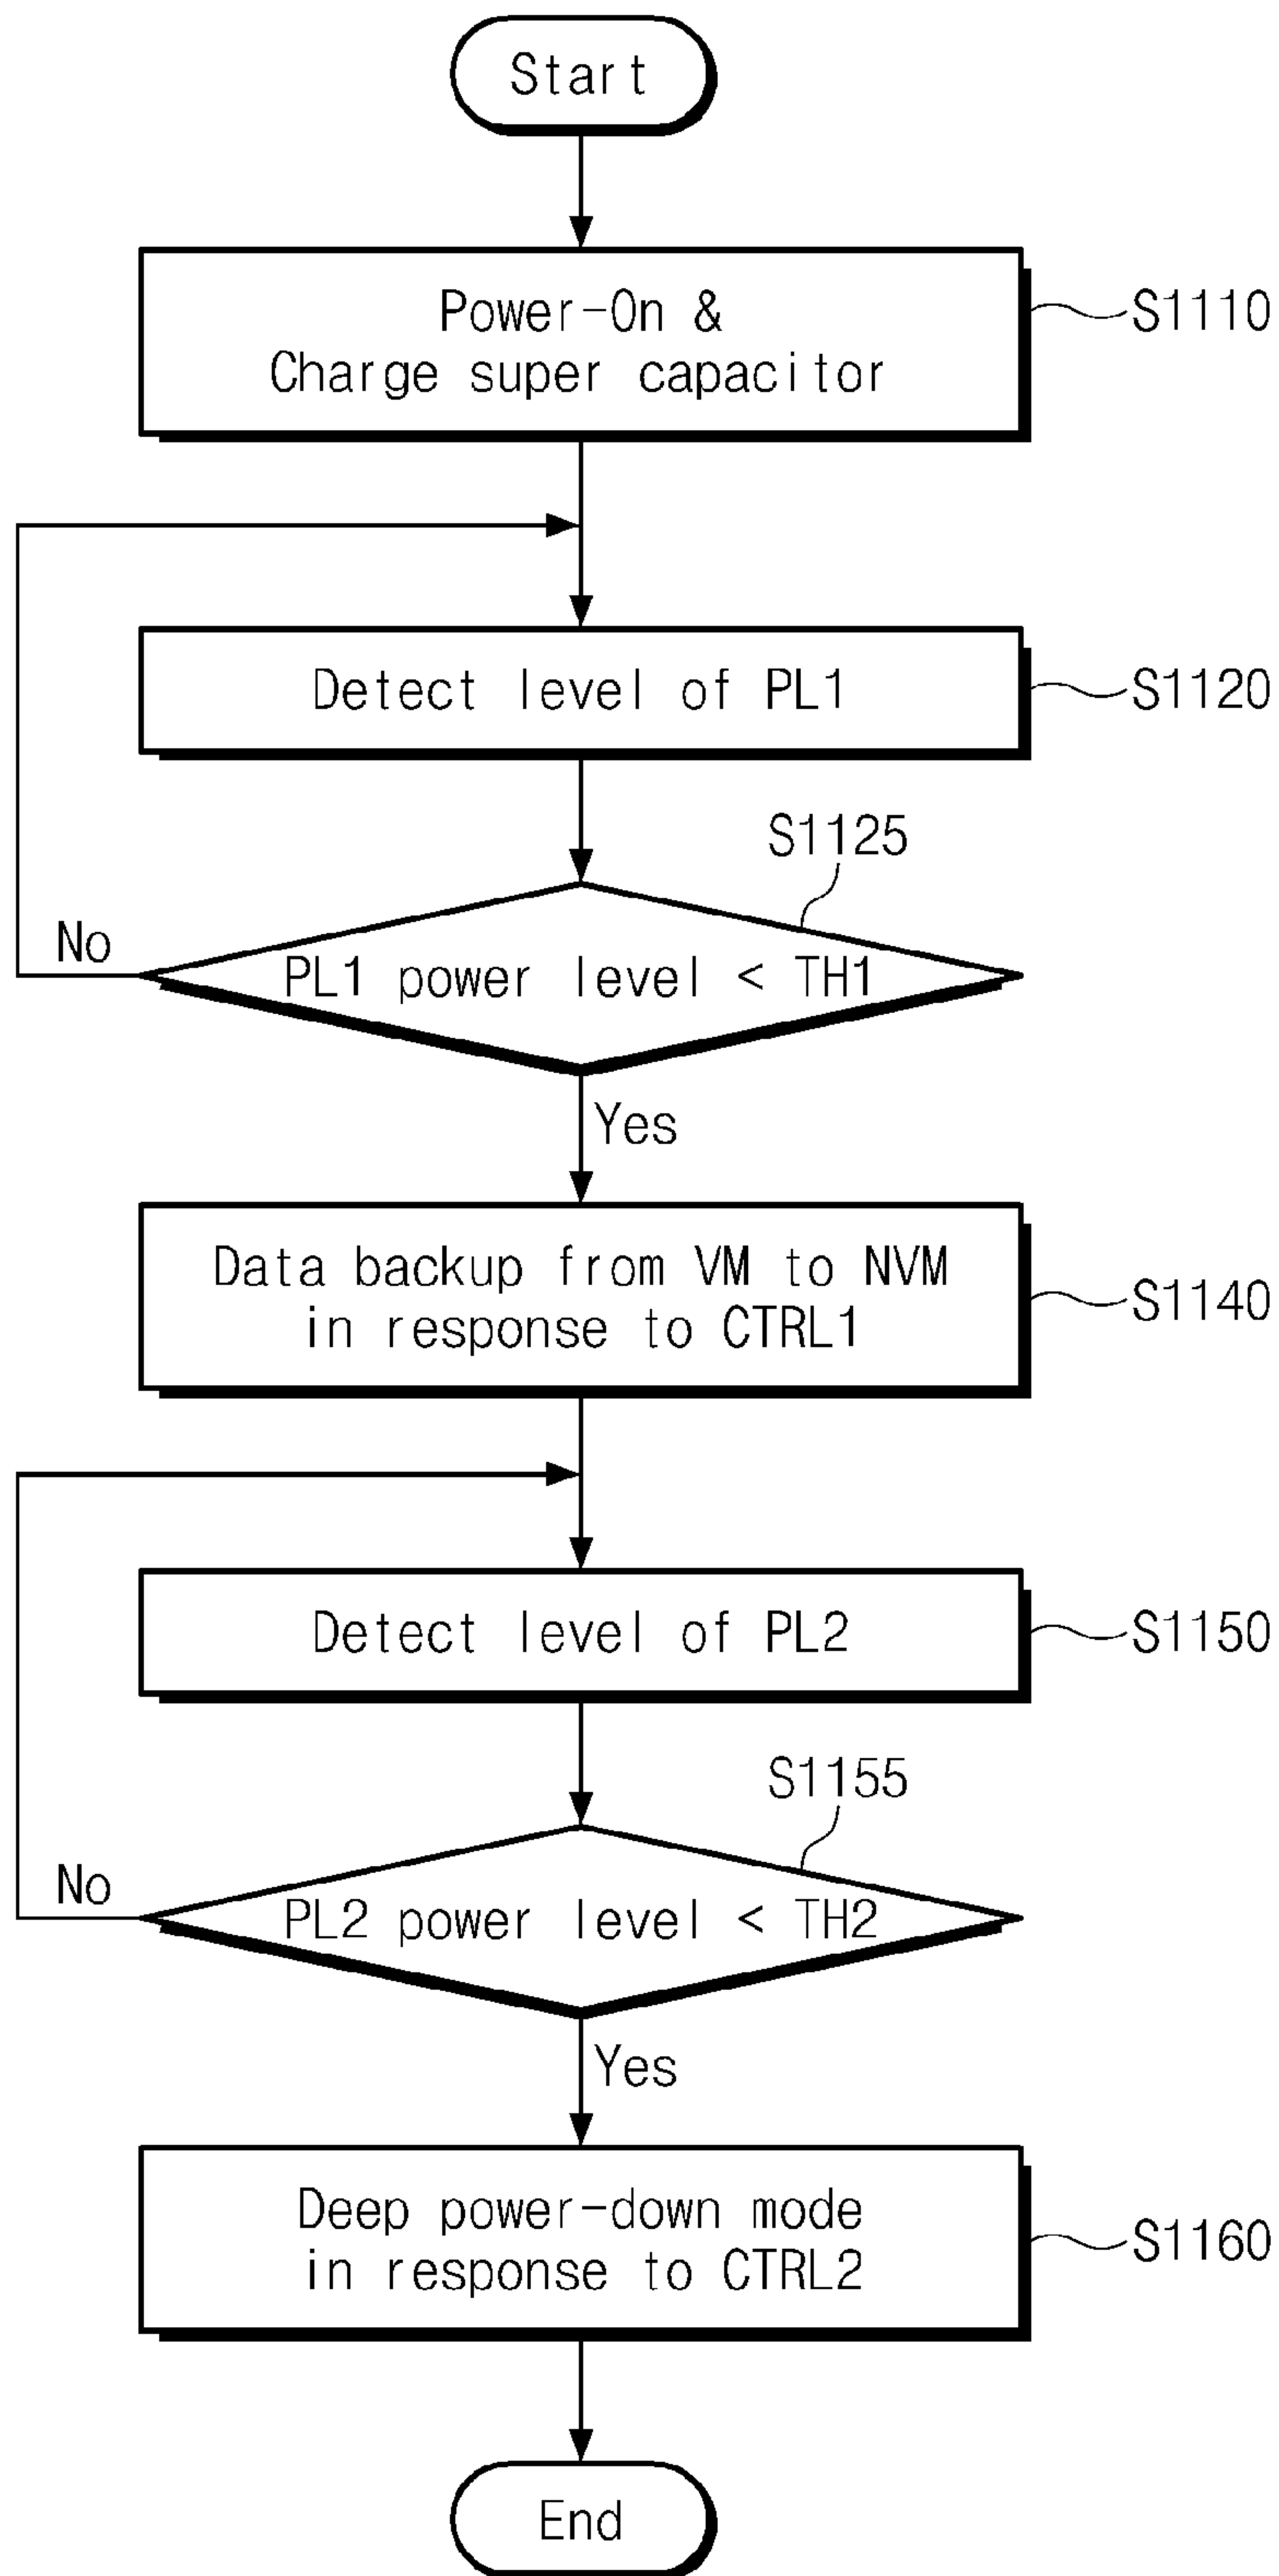 Start
Power-On &
Charge super capacitor
S1110
Detect level of PL1
S1120
S1125
No
PL1 power level < TH1
Yes
Data backup from VM to NVM
in response to CTRL1
S1140
Detect level of PL2
S1150
S1155
No
PL2 power level < TH2
Yes
Deep power-down mode
in response to CTRL2
S1160
End